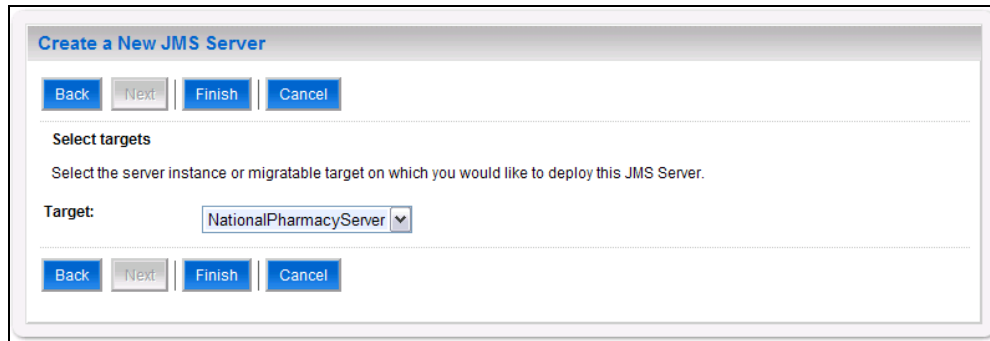 Create a New JMS Server
Back Next Finish Cancel
Select targets
Select the server instance or migratable target on which you would like to deploy this JMS Server.
Target: NationalPharmacyServer
Back Next Finish Cancel